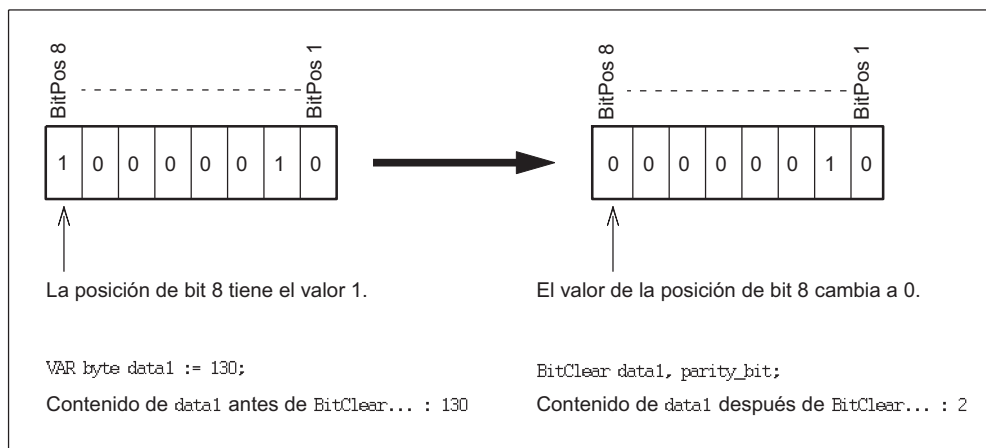 BitPos 8
BitPos 1
BitPos 8
BitPos 1
1 0 0 0 0 0 1 0
0 0 0 0 0 0 1 0
La posición de bit 8 tiene el valor 1.
El valor de la posición de bit 8 cambia a 0.
VAR byte data1 := 130;
BitClear data1, parity_bit;
Contenido de data1 antes de BitClear... : 130
Contenido de data1 después de BitClear... : 2